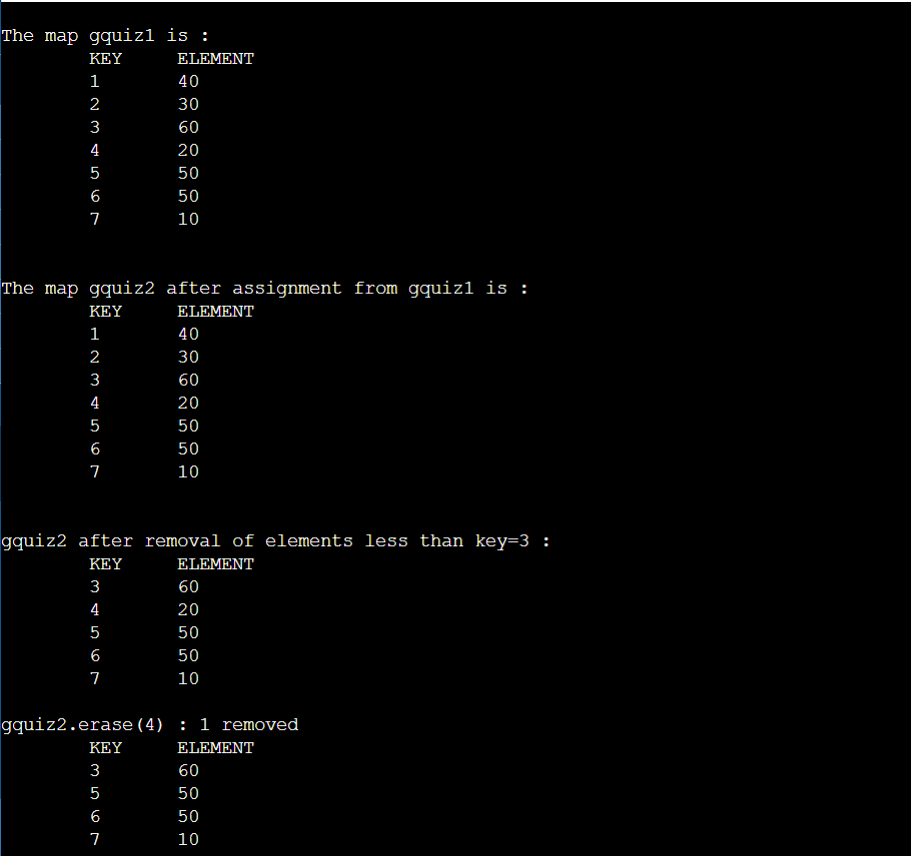 The map gquiz1 is :
KEY ELEMENT
1 40
2 30
3 60
4 20
5 50
6 50
7 10
The map gquiz2 after assignment from gquiz1 is :
KEY ELEMENT
1 40
2 30
3 60
4 20
5 50
6 50
7 10
gquiz2 after removal of elements less than key=3 :
KEY ELEMENT
3 60
4 20
5 50
6 50
7 10
gquiz2.erase(4) : 1 removed
KEY ELEMENT
3 60
5 50
6 50
7 10